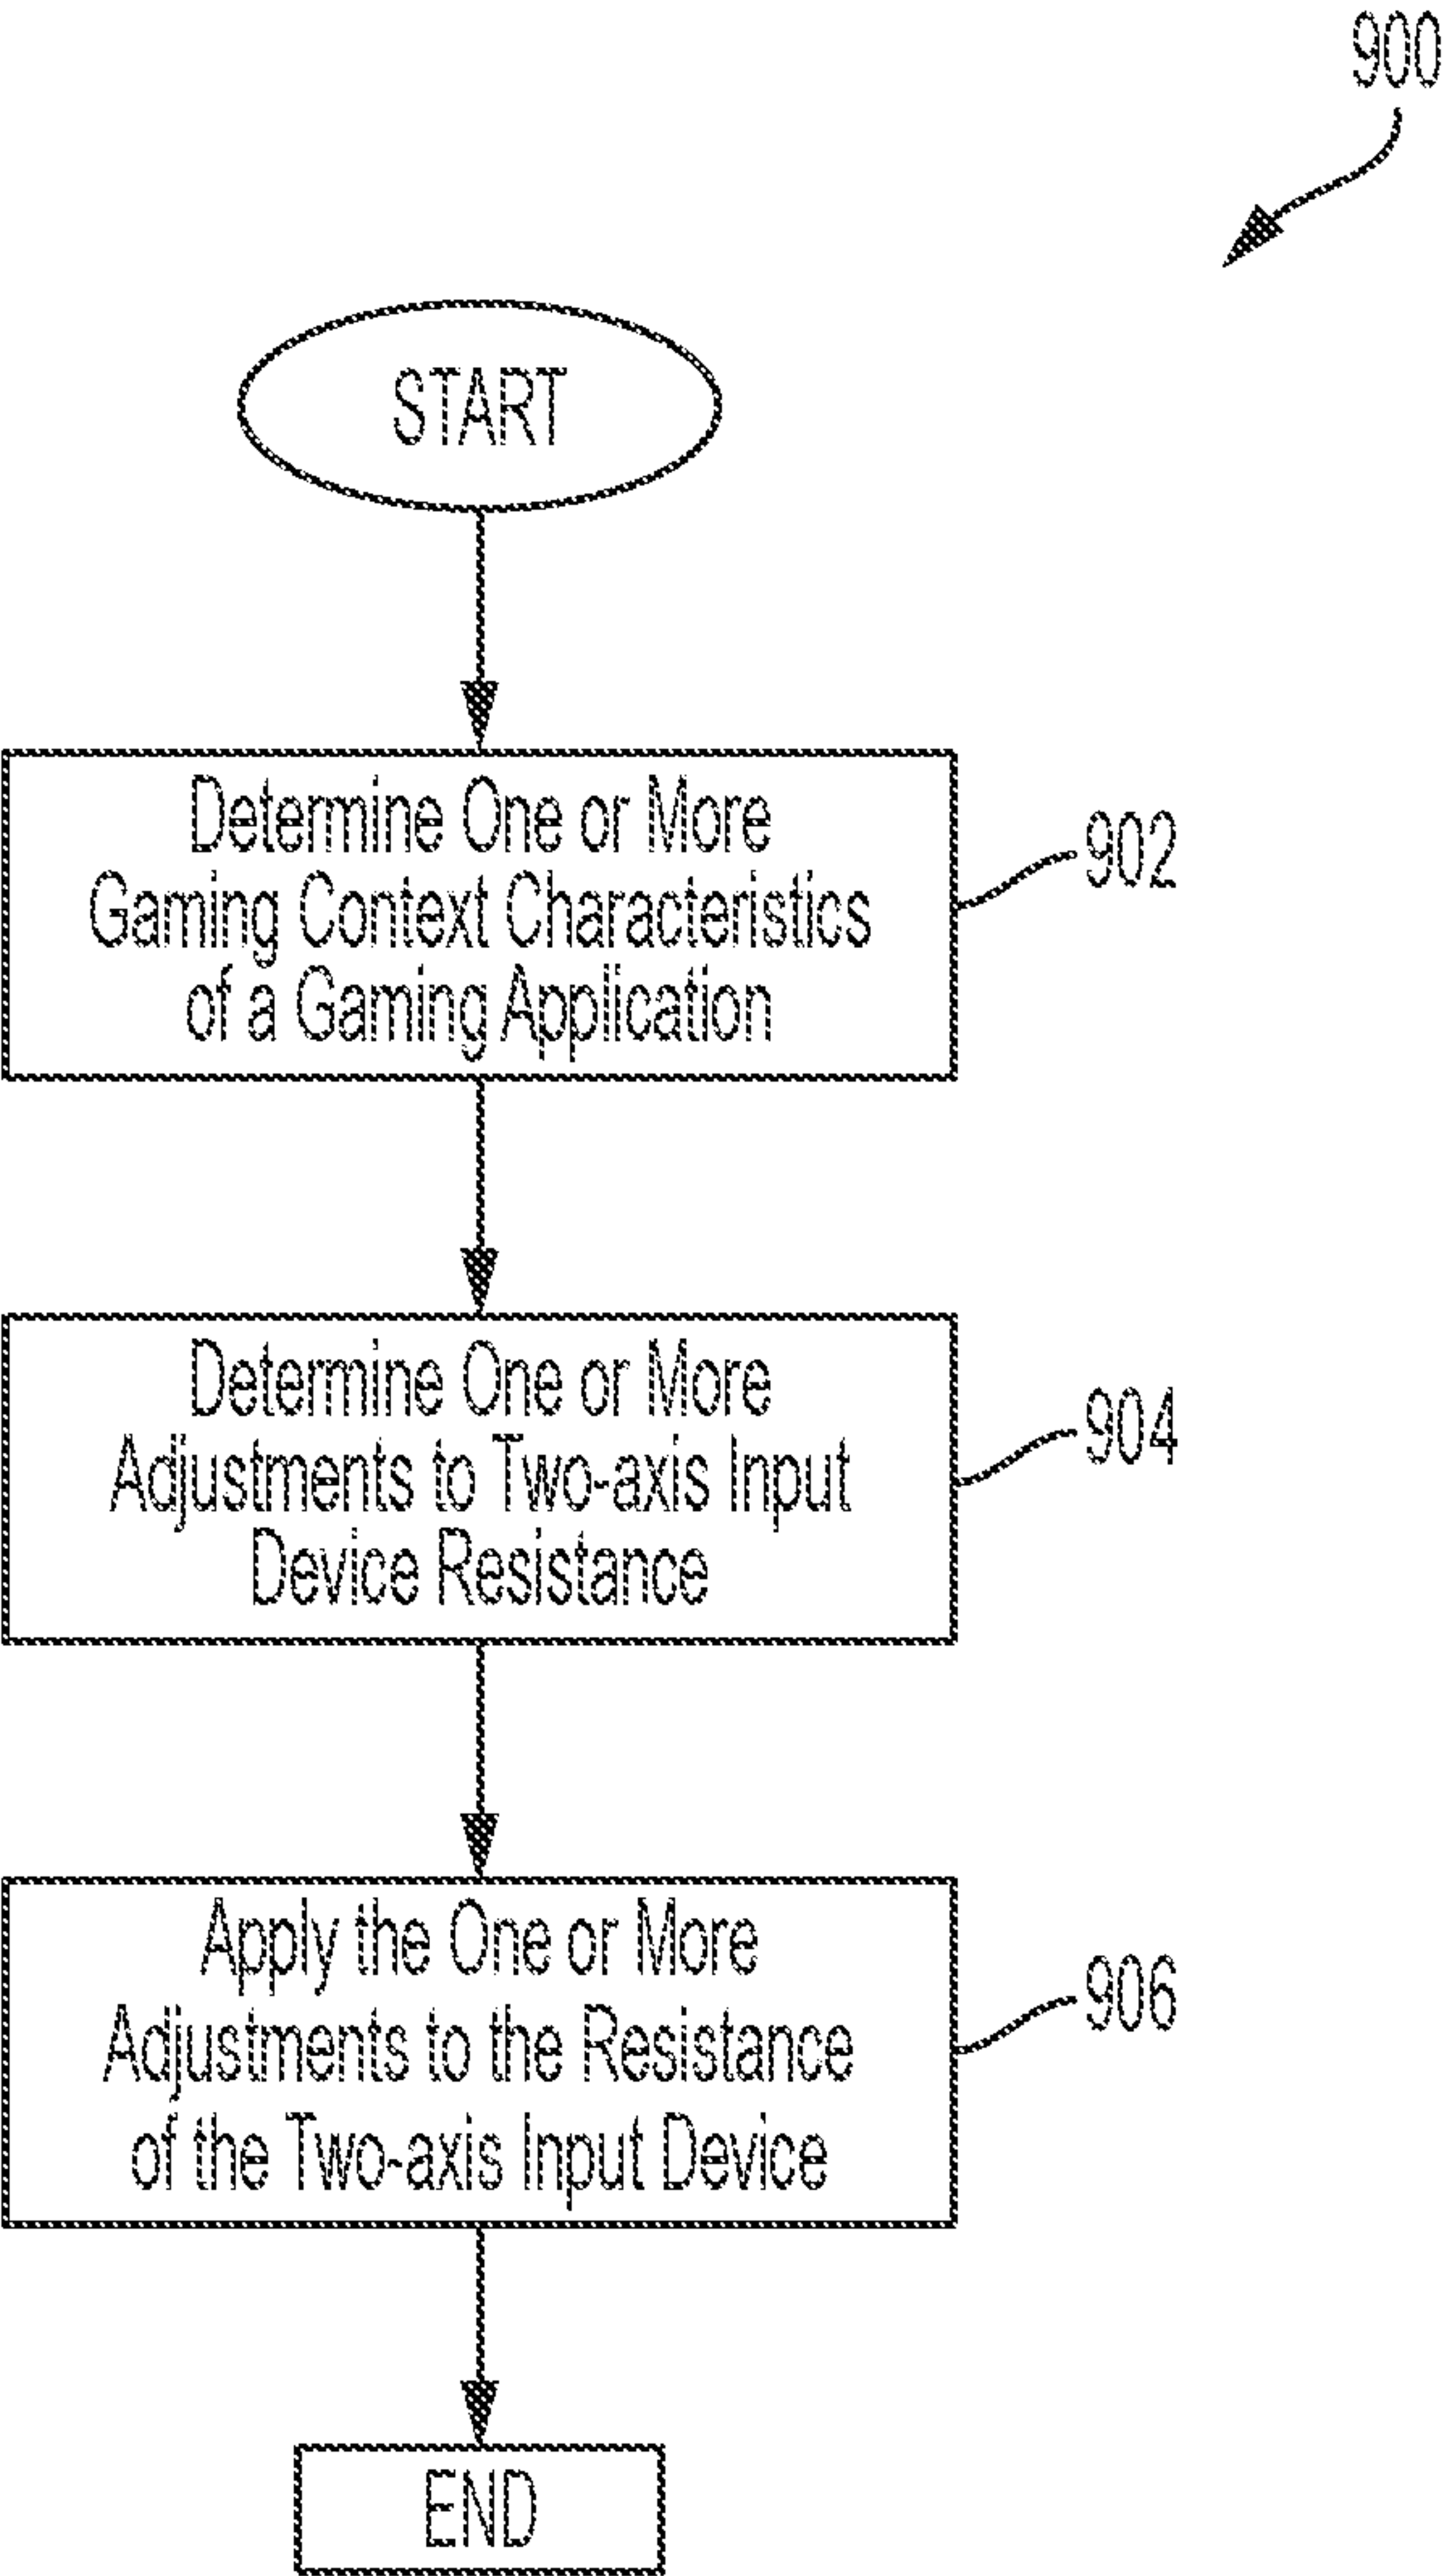 900
START
Determine One or More
Gaming Context Characteristics
of a Gaming Application
902
Determine One or More
Adjustments to Two-axis Input
Device Resistance
904
Apply the One or More
Adjustments to the Resistance
of the Two-axis Input Device
906
END